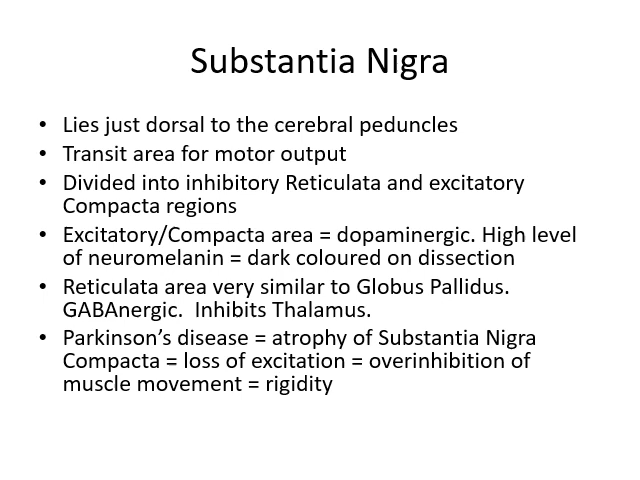 Substantia Nigra
• Lies just dorsal to the cerebral peduncles
• Transit area for motor output
• Divided into inhibitory Reticulata and excitatory
Compacta regions
• Excitatory/Compacta area = dopaminergic. High level
of neuromelanin = dark coloured on dissection
• Reticulata area very similar to Globus Pallidus.
GABAnergic.  Inhibits Thalamus.
• Parkinson’s disease = atrophy of Substantia Nigra
Compacta = loss of excitation = overinhibition of
muscle movement = rigidity